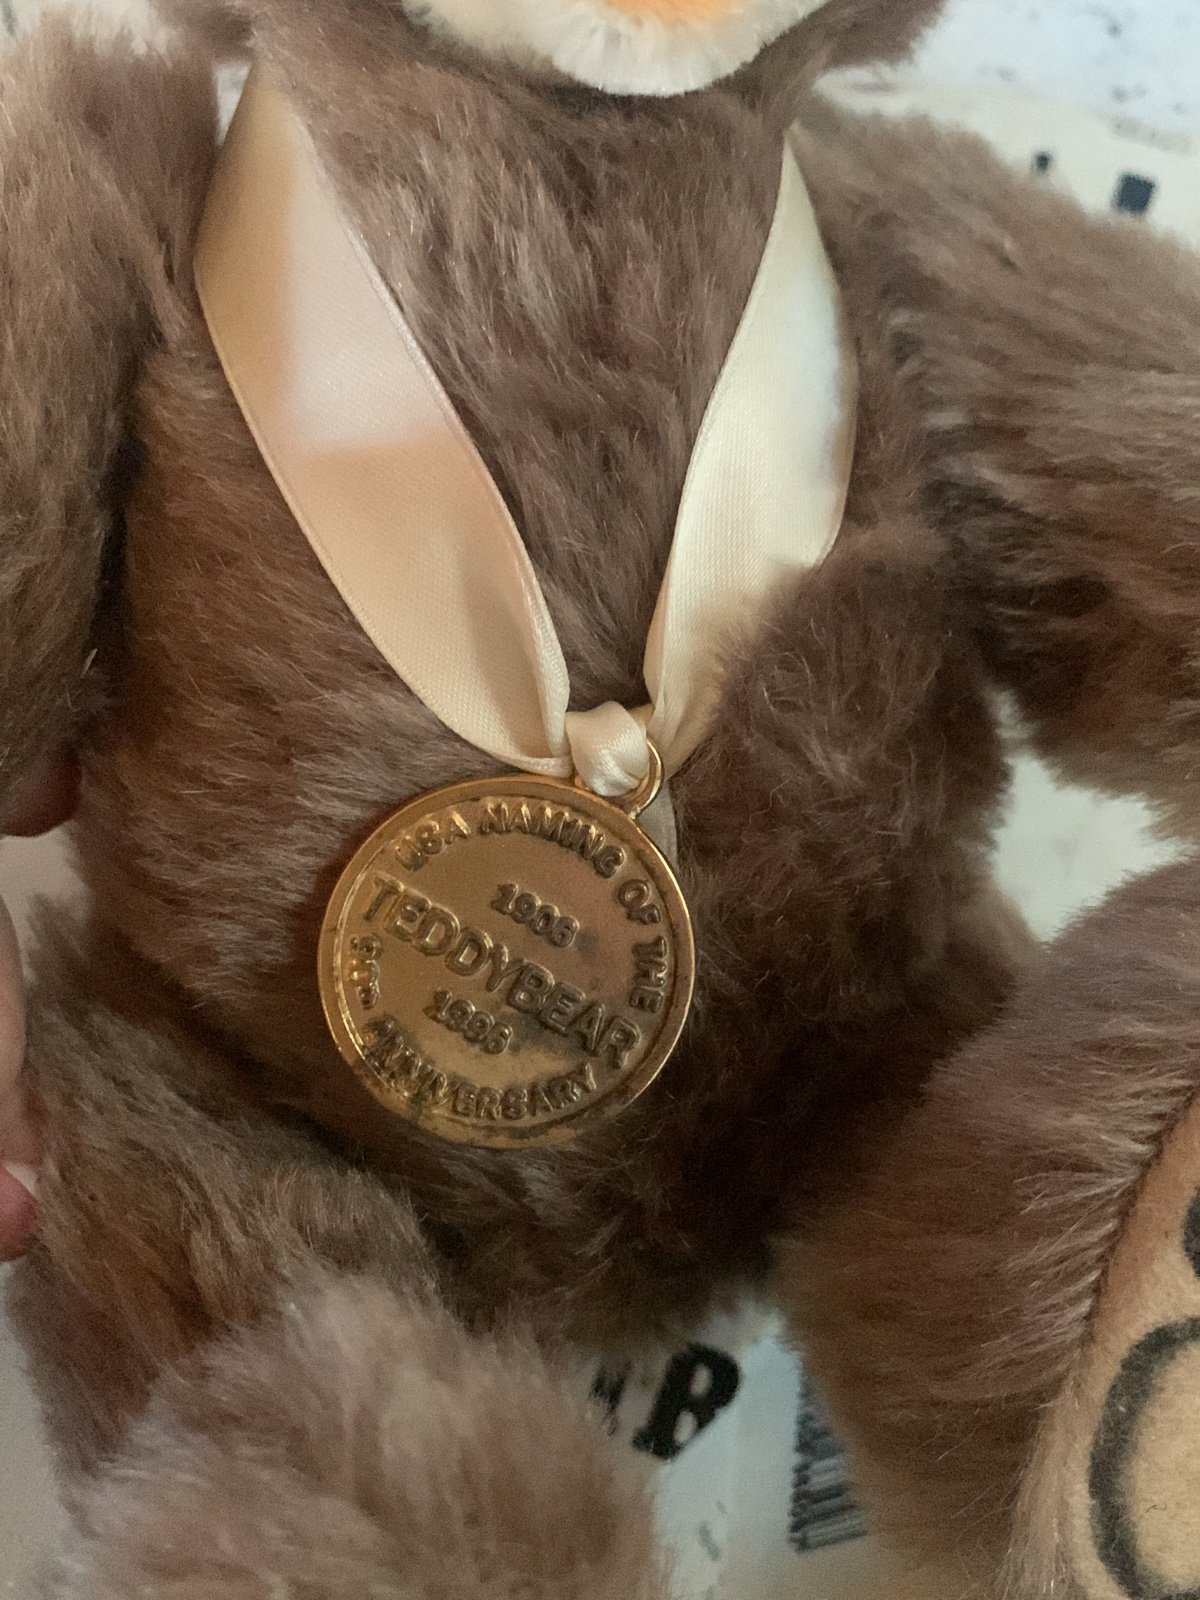 USA NAMING OF THE
1906
TEDDYBEAR
1996
90TH ANNIVERSARY
B